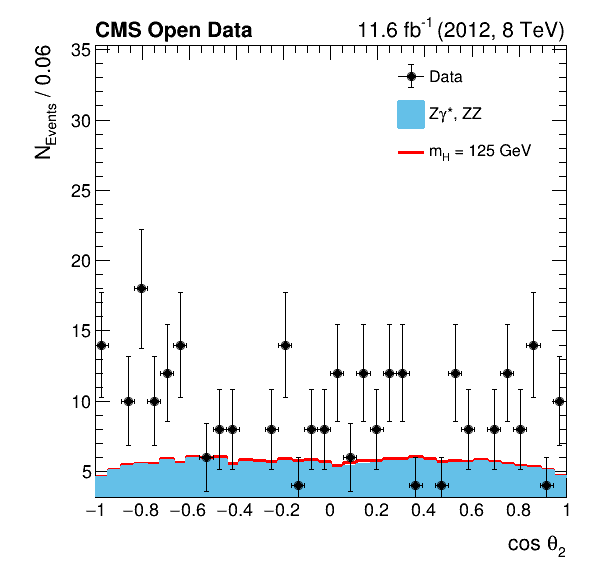 CMS Open Data 11.6 fb⁻¹ (2012, 8 TeV)
N_Events / 0.06
35
30
25
20
15
10
5
Data
Zγ*, ZZ
m_H = 125 GeV
−1 −0.8 −0.6 −0.4 −0.2 0 0.2 0.4 0.6 0.8 1
cos θ₂